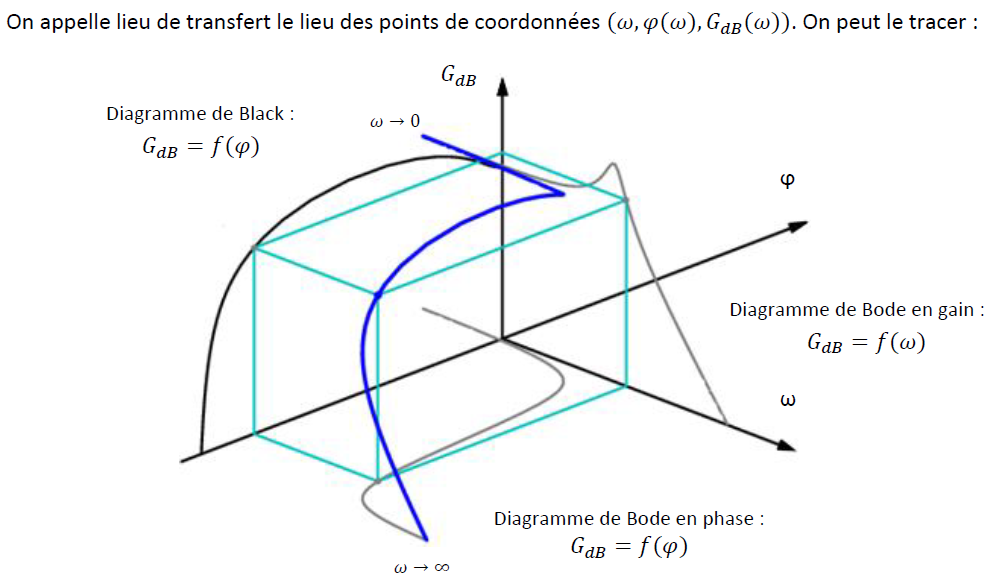 On appelle lieu de transfert le lieu des points de coordonnées (ω, φ(ω), G_dB(ω)). On peut le tracer :
G_dB
Diagramme de Black :
G_dB = f(φ)
ω → 0
φ
Diagramme de Bode en gain :
G_dB = f(ω)
ω
Diagramme de Bode en phase :
G_dB = f(φ)
ω → ∞